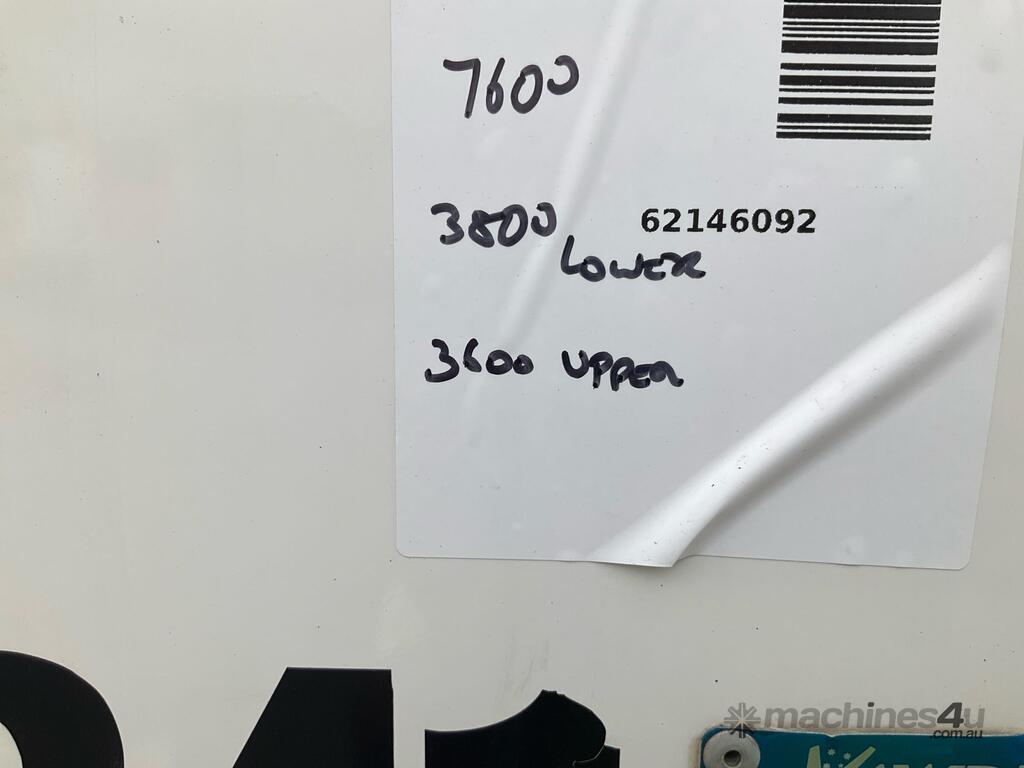 7600
3800
62146092
LOWER
3600 UPPER
machines4u
.com.au